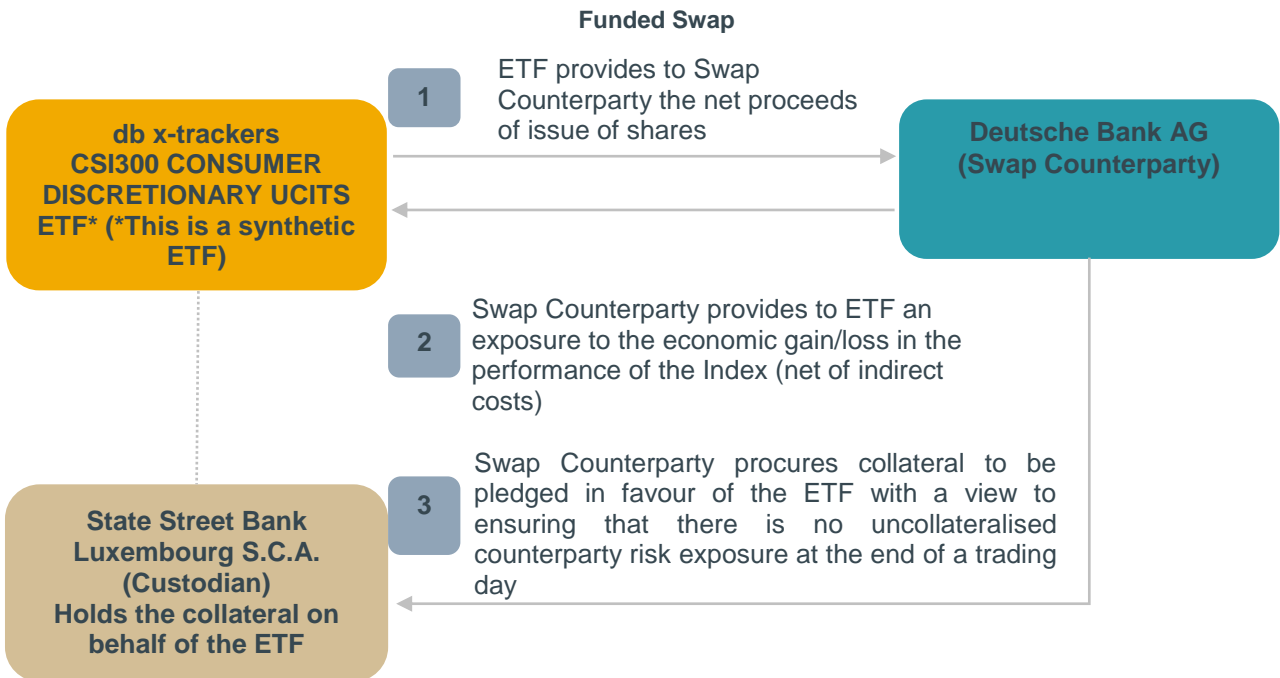 Funded Swap
1
ETF provides to Swap
Counterparty the net proceeds
of issue of shares
db x-trackers
CSI300 CONSUMER
DISCRETIONARY UCITS
ETF* (*This is a synthetic
ETF)
Deutsche Bank AG
(Swap Counterparty)
2
Swap Counterparty provides to ETF an
exposure to the economic gain/loss in the
performance of the Index (net of indirect
costs)
3
Swap Counterparty procures collateral to be
pledged in favour of the ETF with a view to
ensuring that there is no uncollateralised
counterparty risk exposure at the end of a trading
day
State Street Bank
Luxembourg S.C.A.
(Custodian)
Holds the collateral on
behalf of the ETF